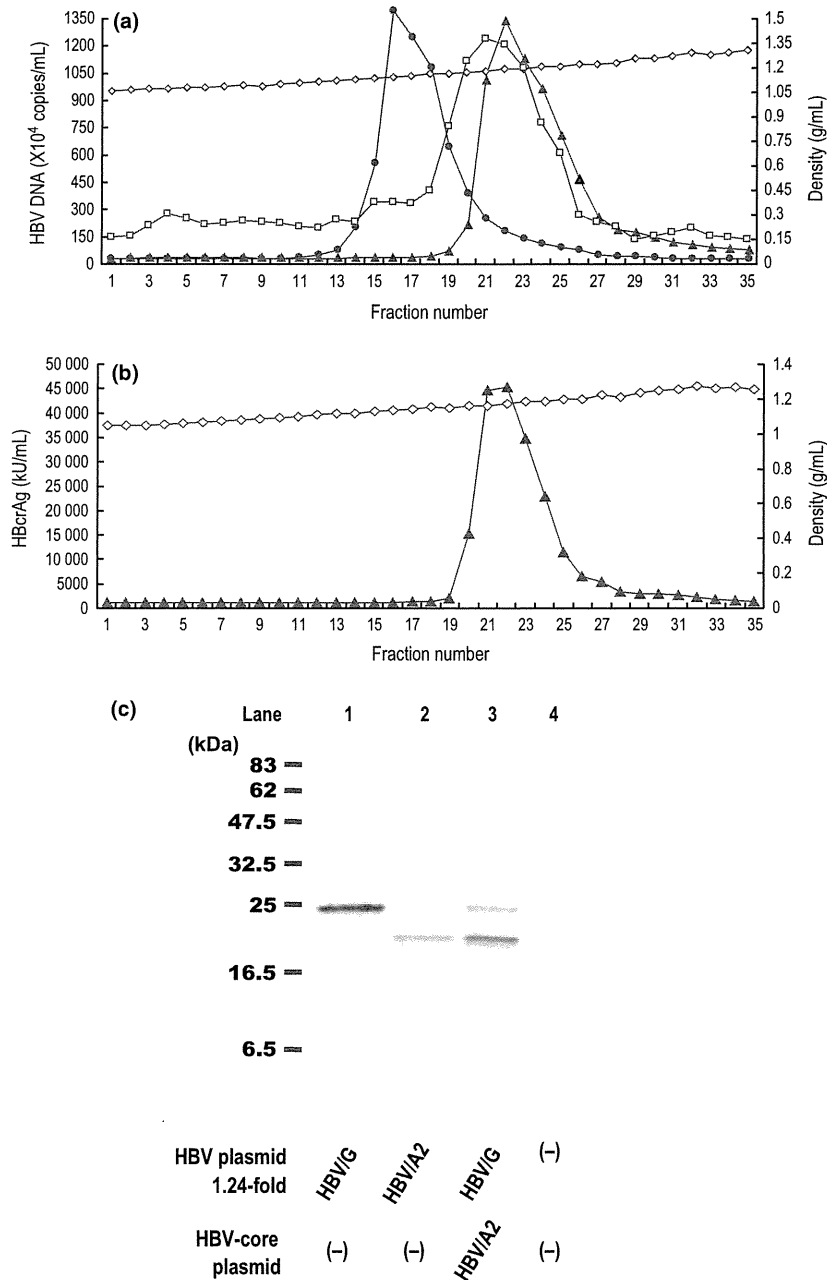 (a)
1350
1200
1050
900
750
600
450
300
150
0
HBV DNA (X10⁴ copies/mL)
1.5
1.35
1.2
1.05
0.9
0.75
0.6
0.45
0.3
0.15
0
Density (g/mL)
1 3 5 7 9 11 13 15 17 19 21 23 25 27 29 31 33 35
Fraction number
(b)
50 000
45 000
40 000
35 000
30 000
25 000
20 000
15 000
10 000
5000
0
HBcrAg (kU/mL)
1.4
1.2
1
0.8
0.6
0.4
0.2
0
Density (g/mL)
1 3 5 7 9 11 13 15 17 19 21 23 25 27 29 31 33 35
Fraction number
(c)
Lane 1 2 3 4
(kDa)
83
62
47.5
32.5
25
16.5
6.5
HBV plasmid
1.24-fold
HBV/G HBV/A2 HBV/G (–)
HBV-core
plasmid
(–) (–) HBV/A2 (–)